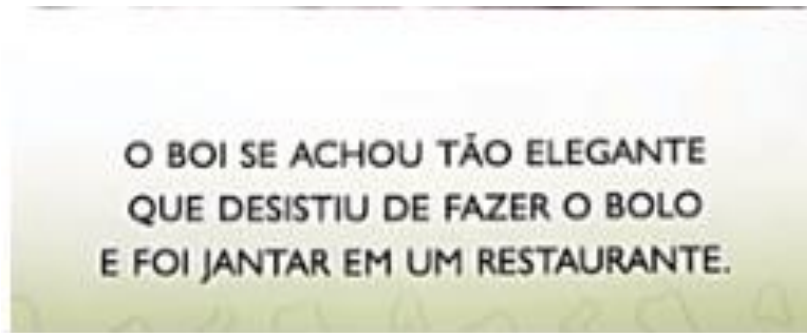 O BOI SE ACHOU TÃO ELEGANTE
QUE DESISTIU DE FAZER O BOLO
E FOI JANTAR EM UM RESTAURANTE.